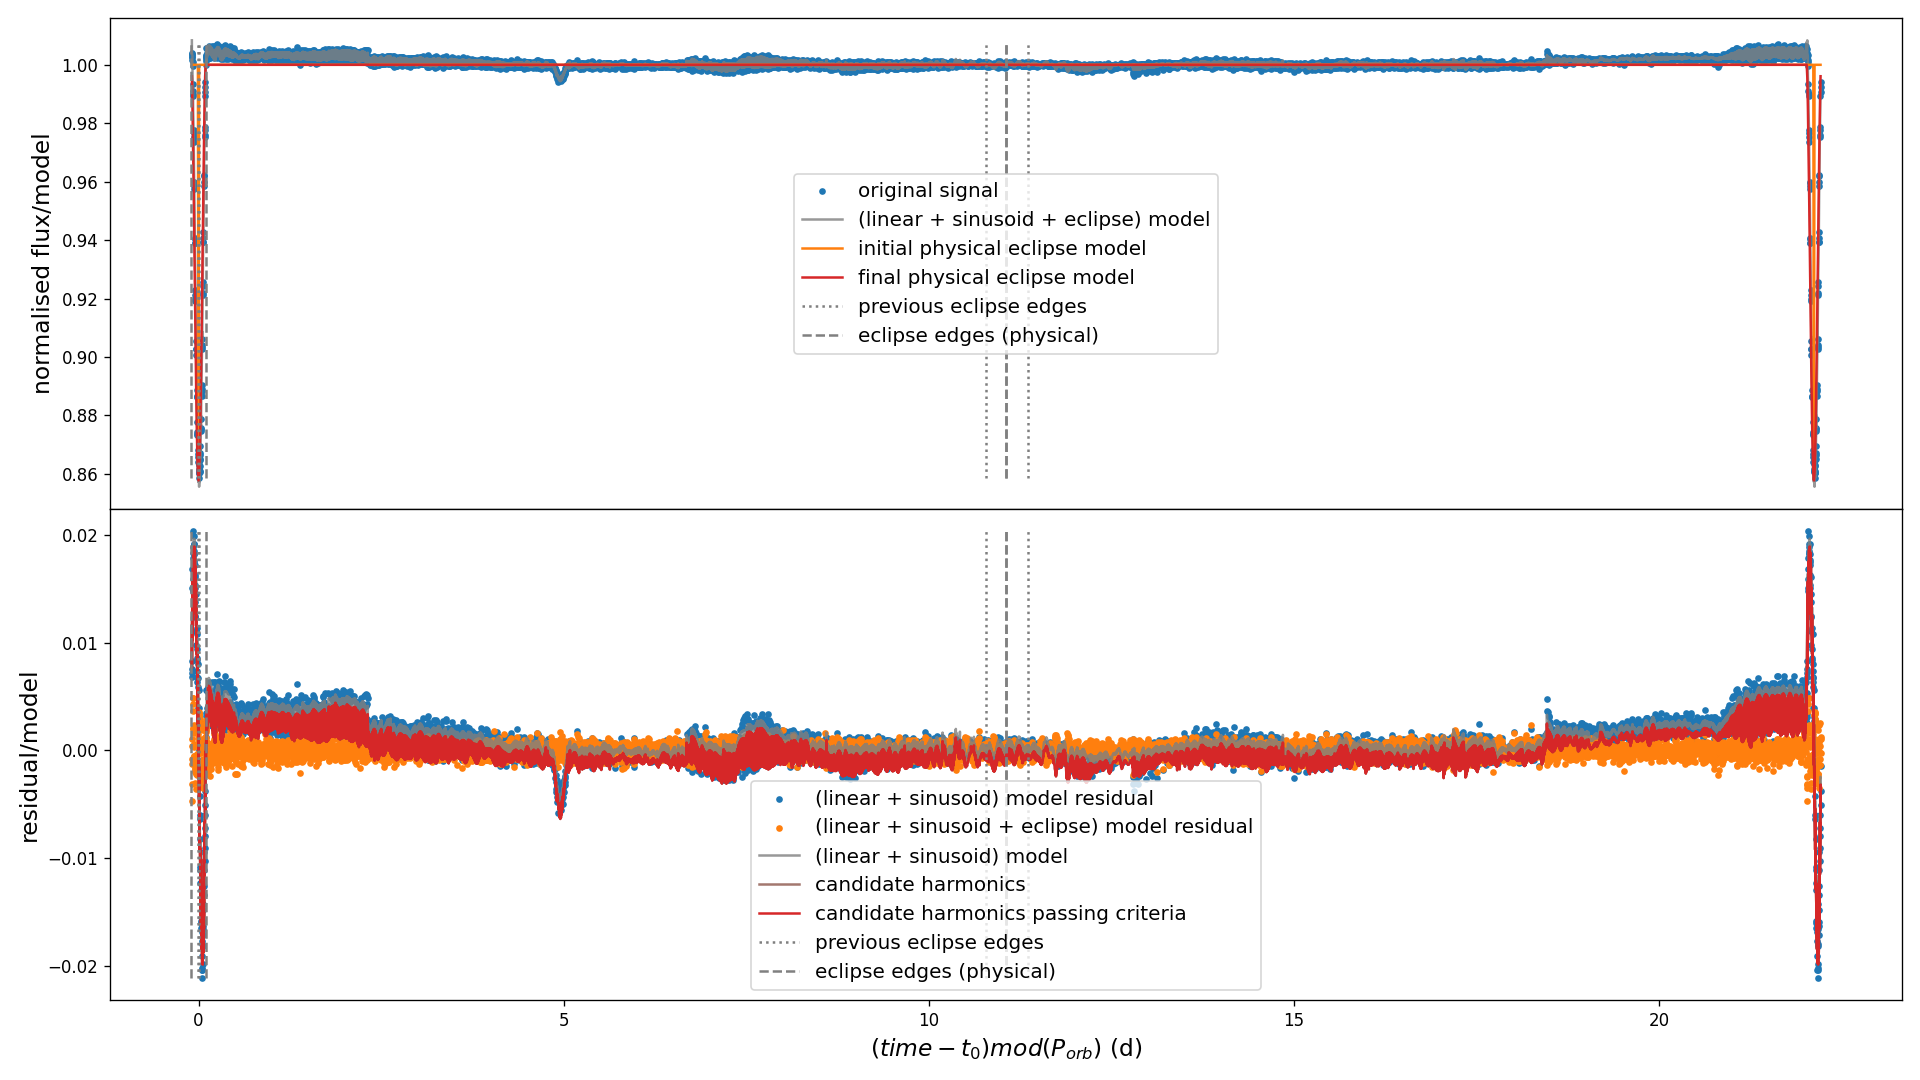 normalised flux/model
1.00
0.98
0.96
0.94
0.92
0.90
0.88
0.86
original signal
(linear + sinusoid + eclipse) model
initial physical eclipse model
final physical eclipse model
previous eclipse edges
eclipse edges (physical)
residual/model
0.02
0.01
0.00
−0.01
−0.02
(linear + sinusoid) model residual
(linear + sinusoid + eclipse) model residual
(linear + sinusoid) model
candidate harmonics
candidate harmonics passing criteria
previous eclipse edges
eclipse edges (physical)
0 5 10 15 20
(time − t₀)mod(P_orb) (d)